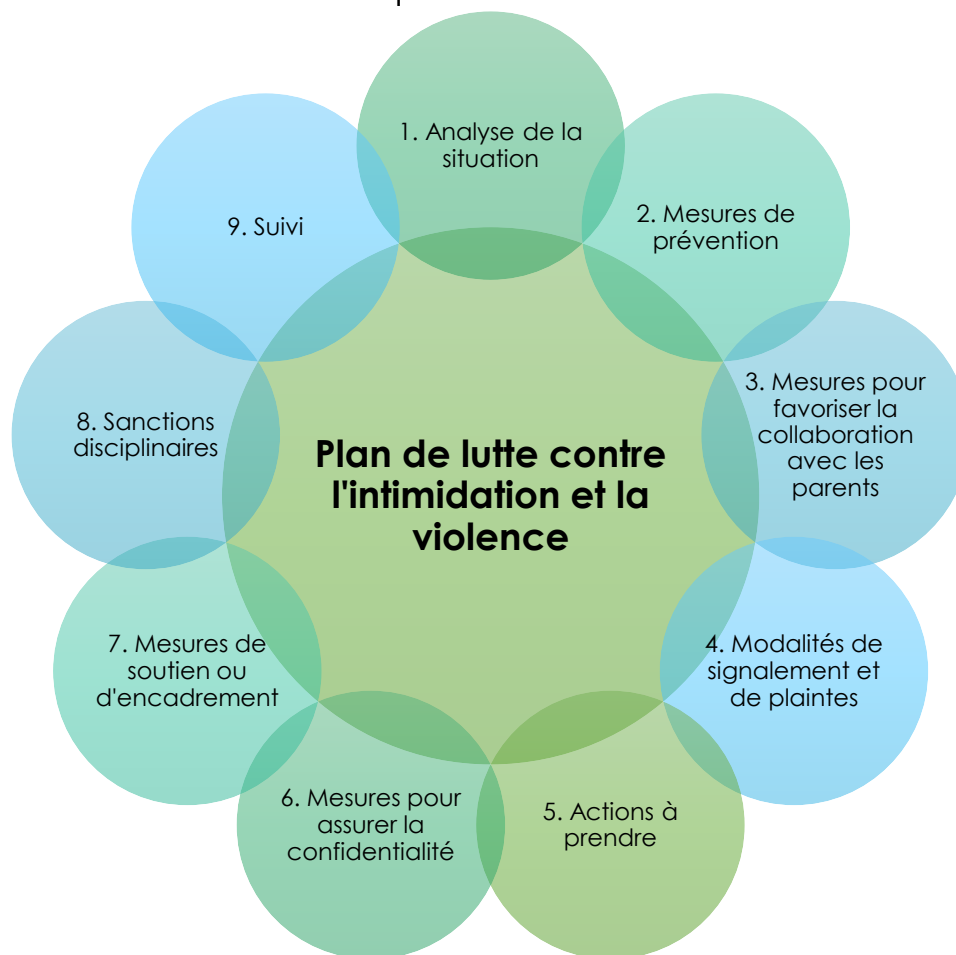 1. Analyse de la
situation
2. Mesures de
prévention
3. Mesures pour
favoriser la
collaboration
avec les
parents
4. Modalités de
signalement et
de plaintes
5. Actions à
prendre
6. Mesures pour
assurer la
confidentialité
7. Mesures de
soutien ou
d'encadrement
8. Sanctions
disciplinaires
9. Suivi
Plan de lutte contre
l'intimidation et la
violence